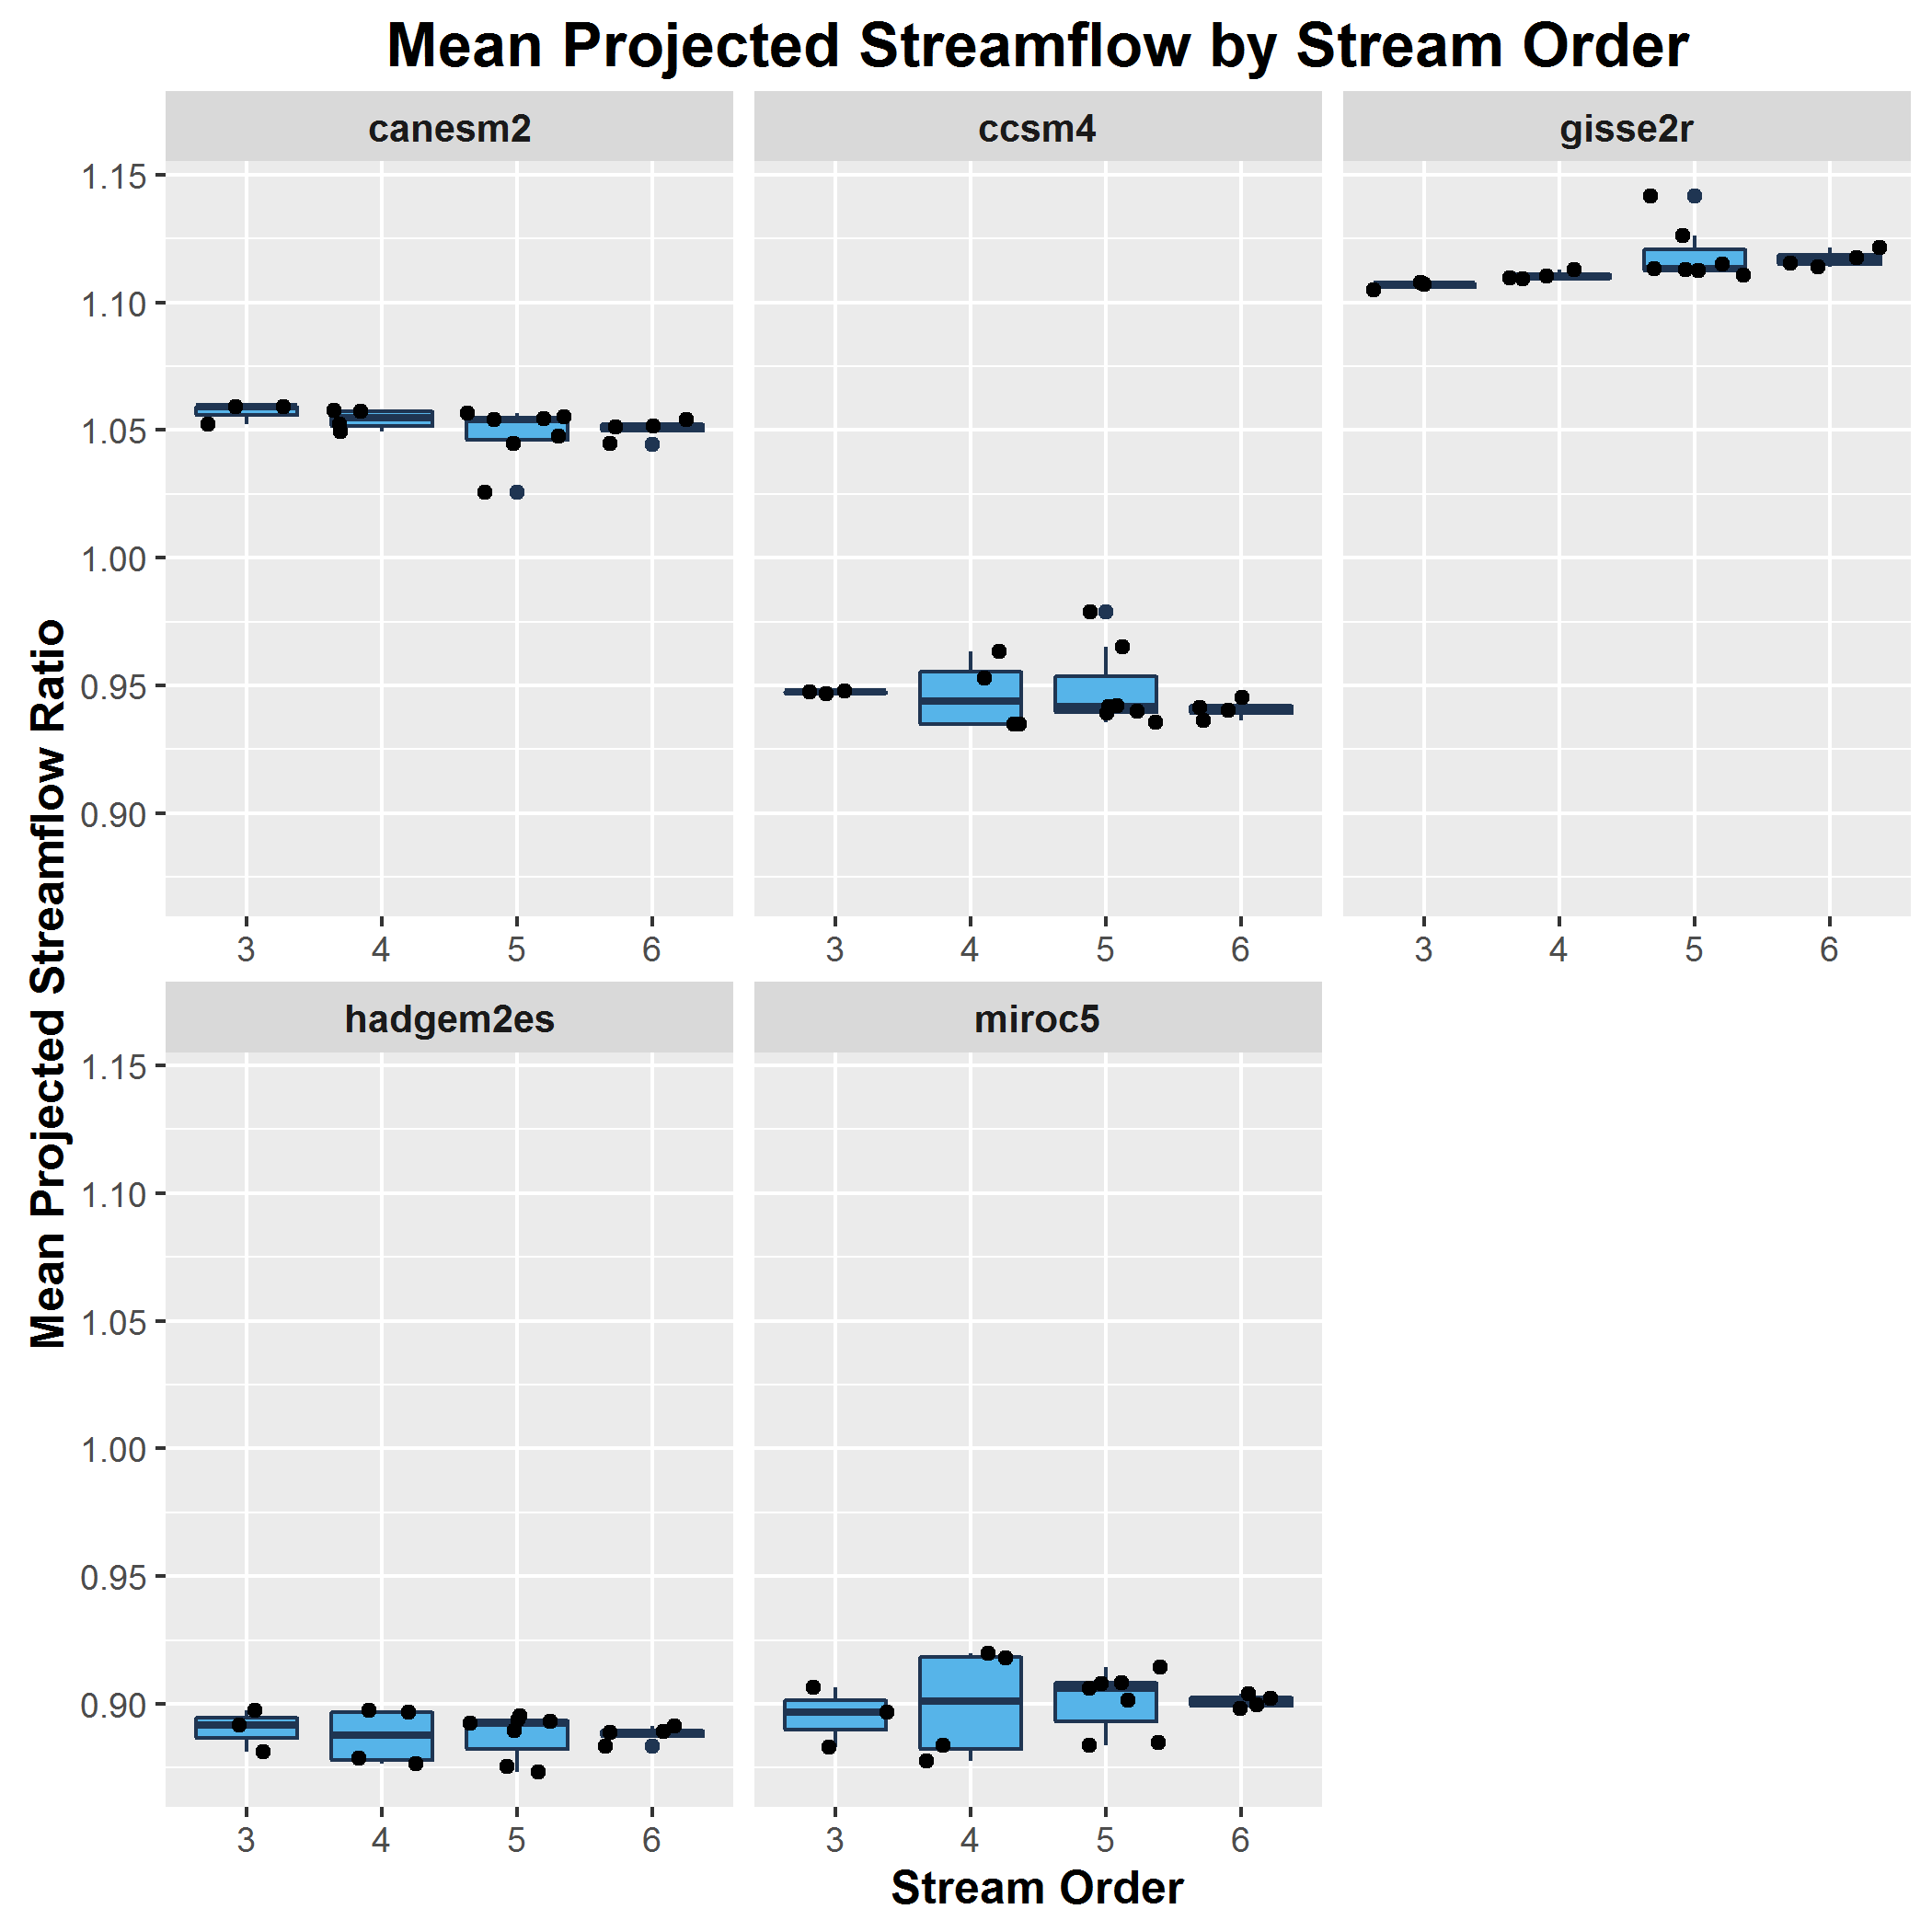 Mean Projected Streamflow by Stream Order
canesm2
ccsm4
gisse2r
1.15
1.10
1.05
1.00
0.95
0.90
3 4 5 6
3 4 5 6
3 4 5 6
Mean Projected Streamflow Ratio
hadgem2es
miroc5
1.15
1.10
1.05
1.00
0.95
0.90
3 4 5 6
3 4 5 6
Stream Order